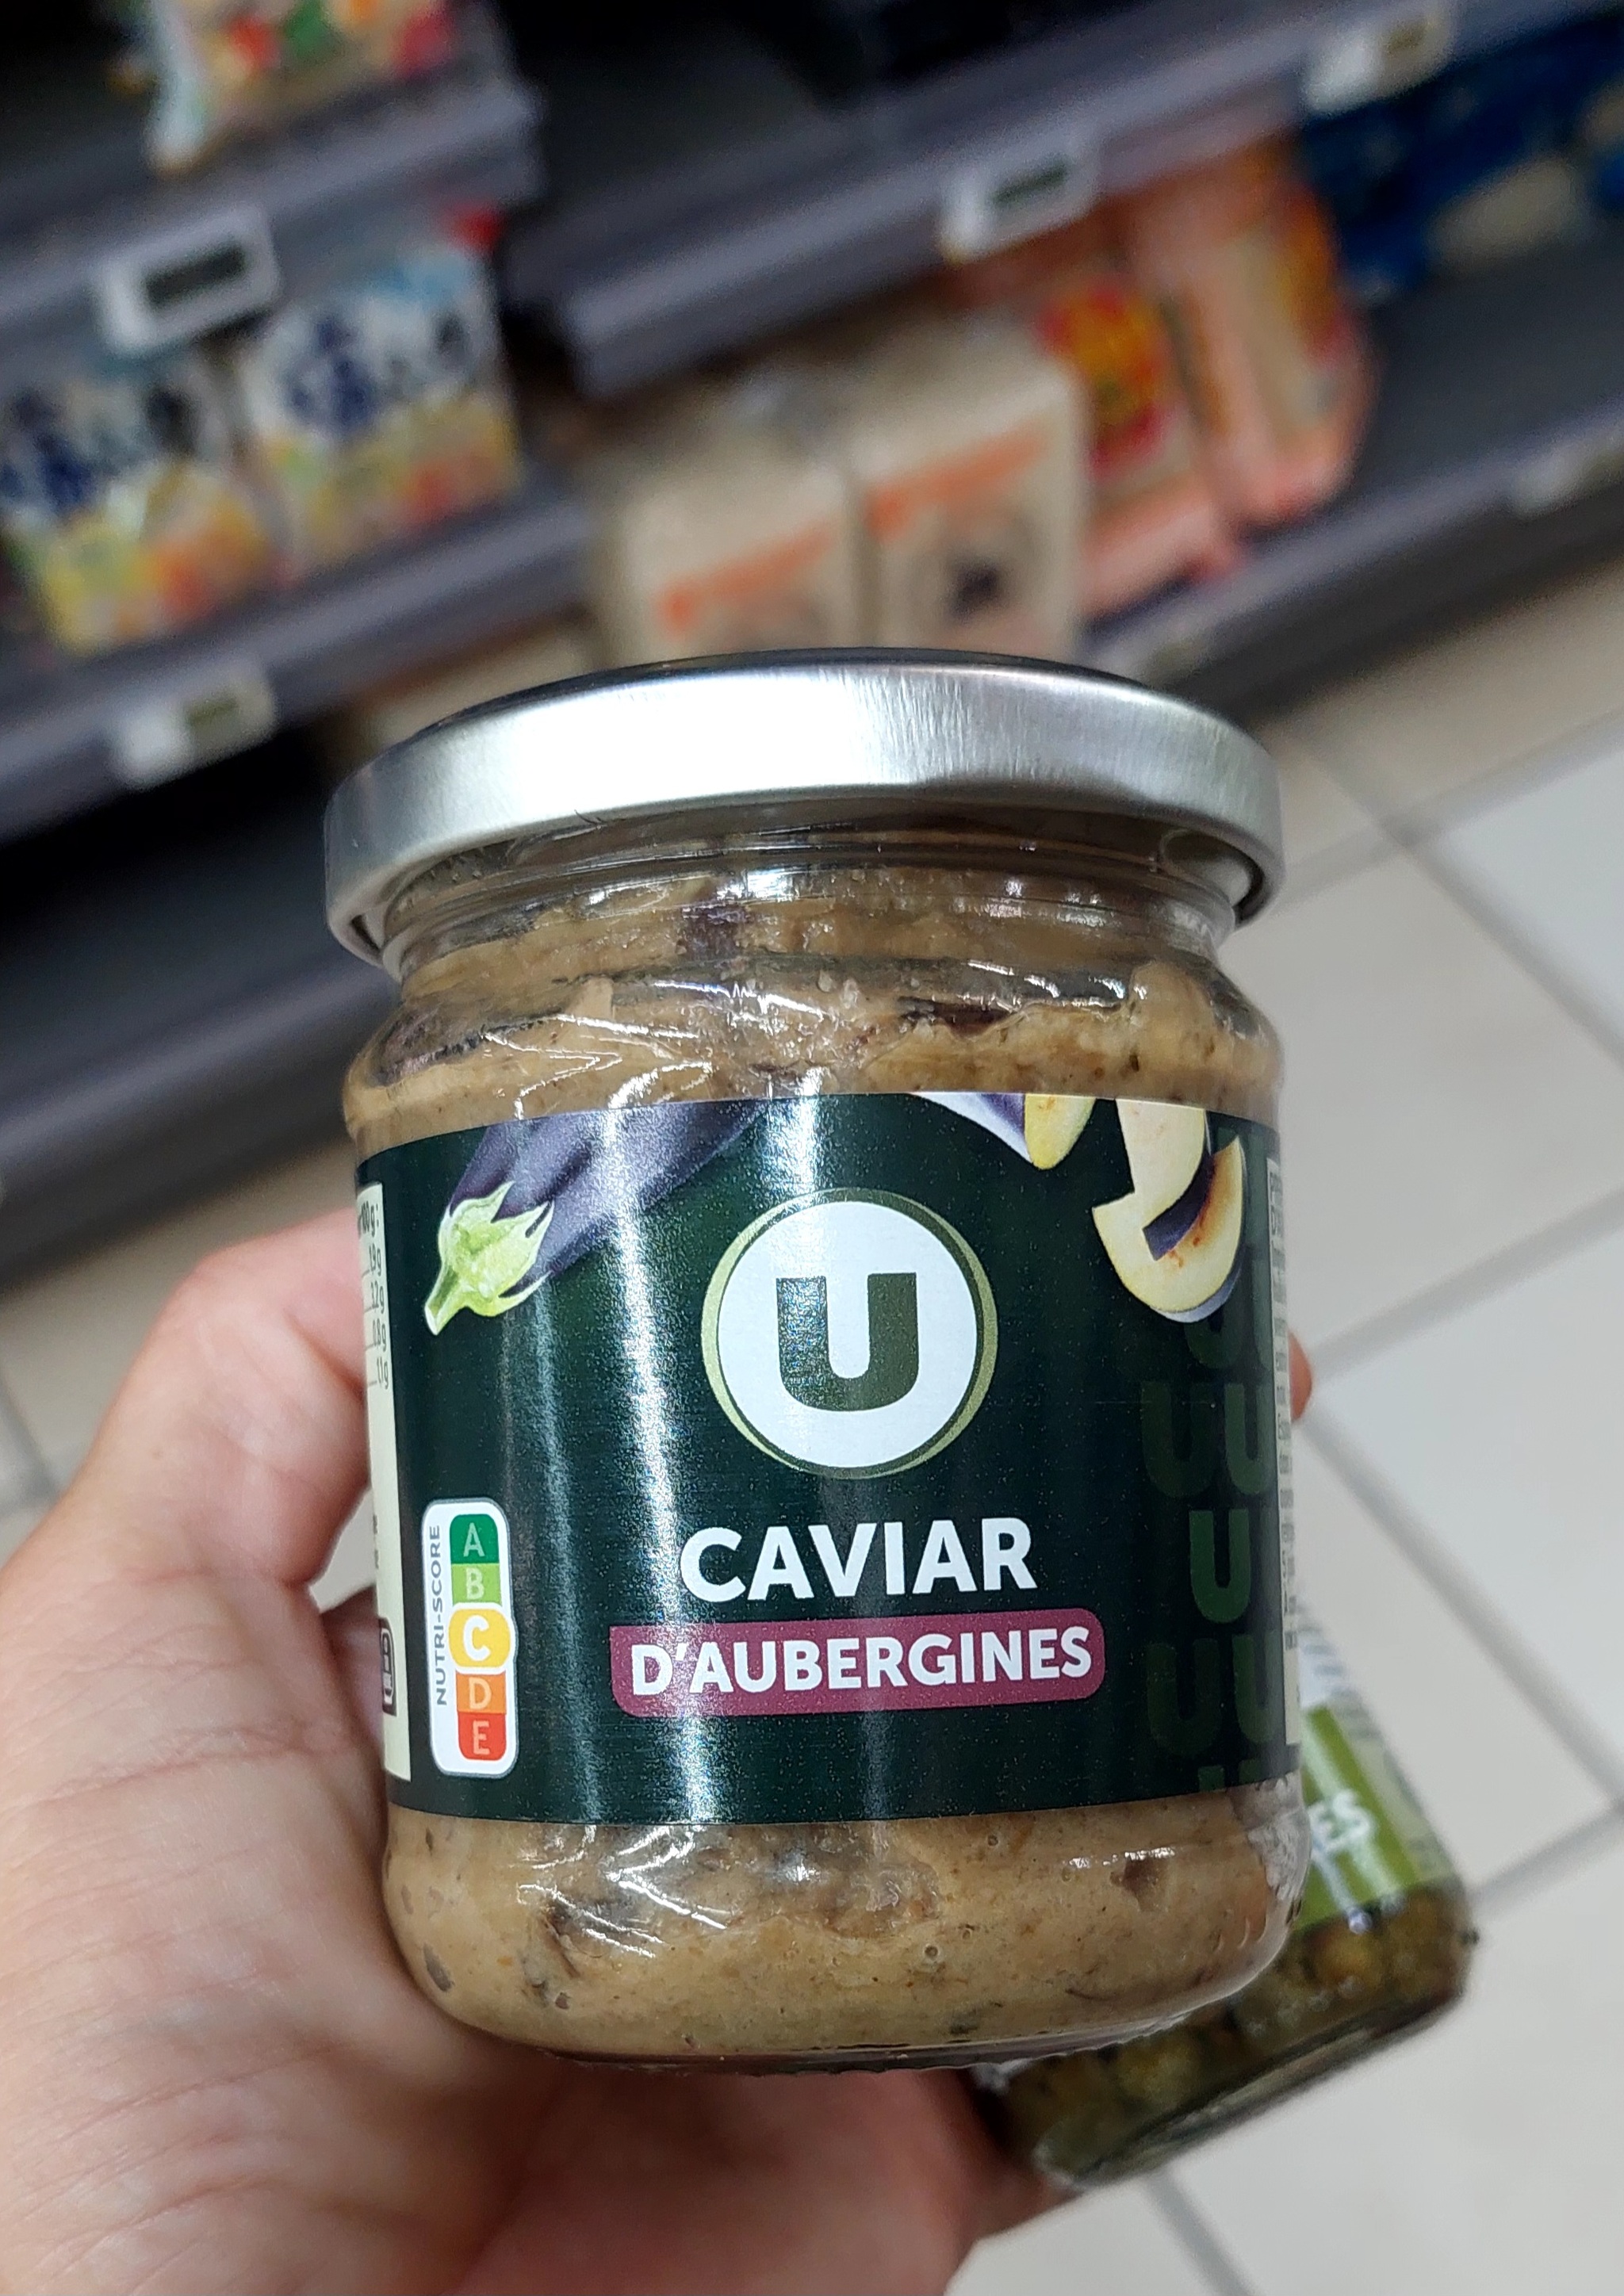 U
CAVIAR
D'AUBERGINES
NUTRI-SCORE
A
B
C
D
E